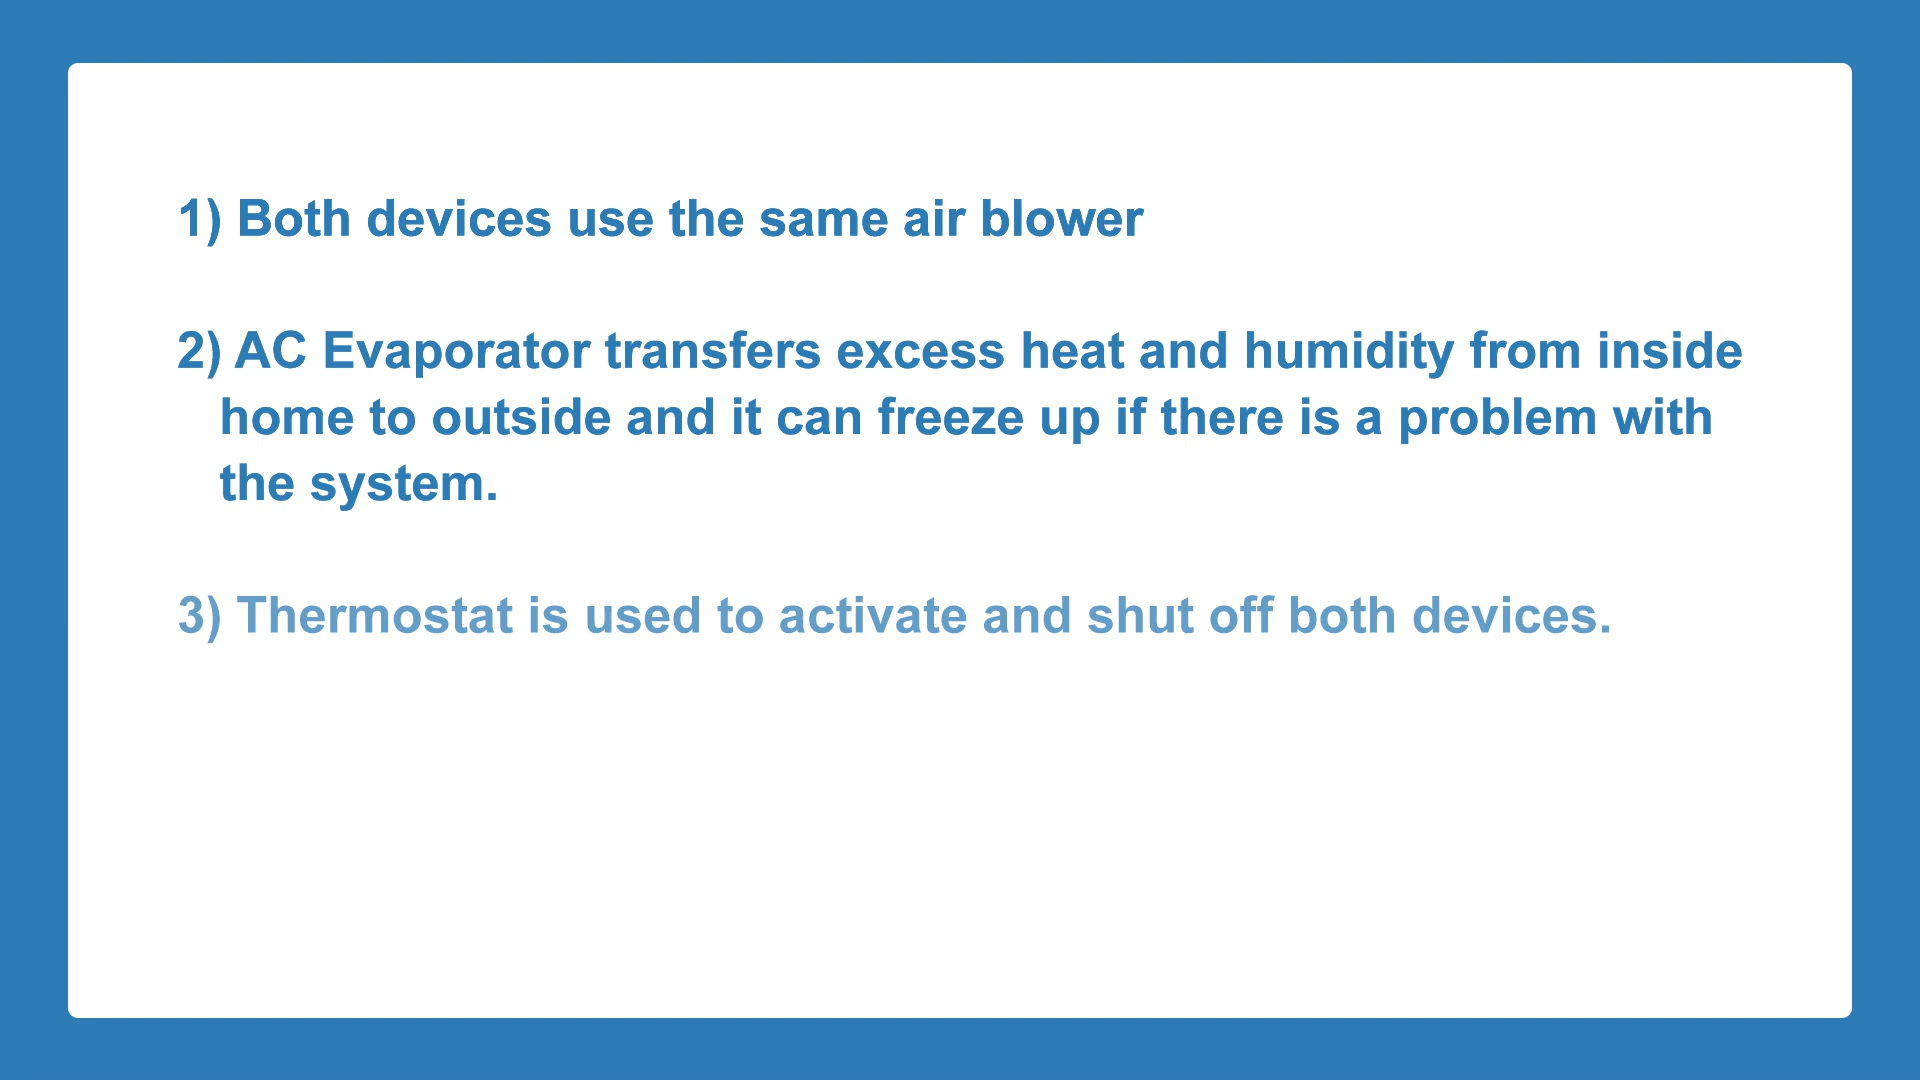 1) Both devices use the same air blower
2) AC Evaporator transfers excess heat and humidity from inside
home to outside and it can freeze up if there is a problem with
the system.
3) Thermostat is used to activate and shut off both devices.